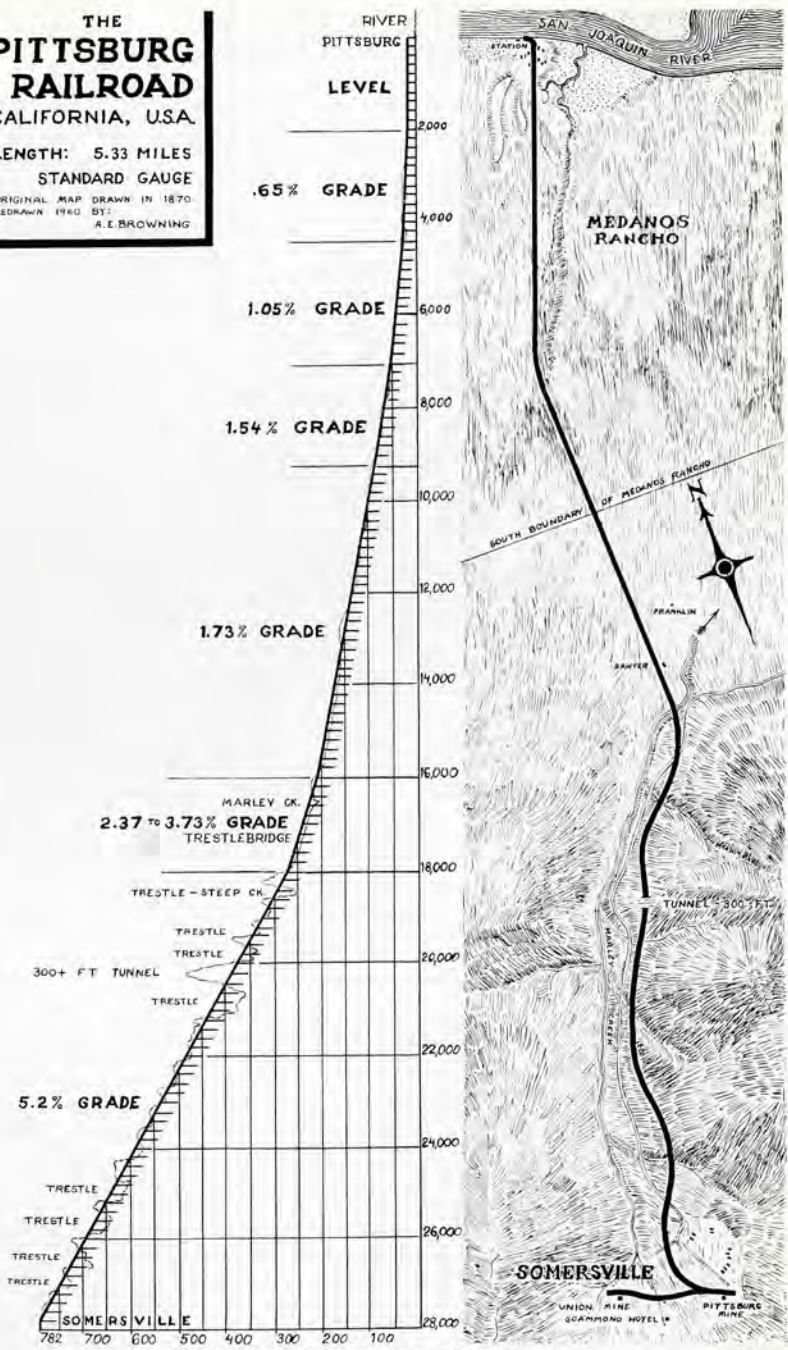 THE
PITTSBURG
RAILROAD
CALIFORNIA, U.S.A.
LENGTH: 5.33 MILES
STANDARD GAUGE
ORIGINAL MAP DRAWN IN 1870
REDRAWN 1960 BY:
A.E. BROWNING
RIVER
PITTSBURG
LEVEL
2,000
.65% GRADE
4,000
1.05% GRADE
6,000
8,000
1.54% GRADE
10,000
12,000
1.73% GRADE
14,000
16,000
MARLEY CK.
2.37 TO 3.73% GRADE
TRESTLEBRIDGE
18,000
TRESTLE - STEEP CK.
TRESTLE
TRESTLE
20,000
300+ FT TUNNEL
TRESTLE
22,000
5.2% GRADE
24,000
TRESTLE
TRESTLE
26,000
TRESTLE
TRESTLE
SOMERSVILLE
28,000
782 700 600 500 400 300 200 100
SAN JOAQUIN RIVER
STATION
MEDANOS
RANCHO
SOUTH BOUNDARY OF MEDANOS RANCHO
N
FRANKLIN
SAWYER
TUNNEL - 300+ FT.
MARLEY CREEK
SOMERSVILLE
UNION MINE
PITTSBURG
MINE
SCAMMOND HOTEL